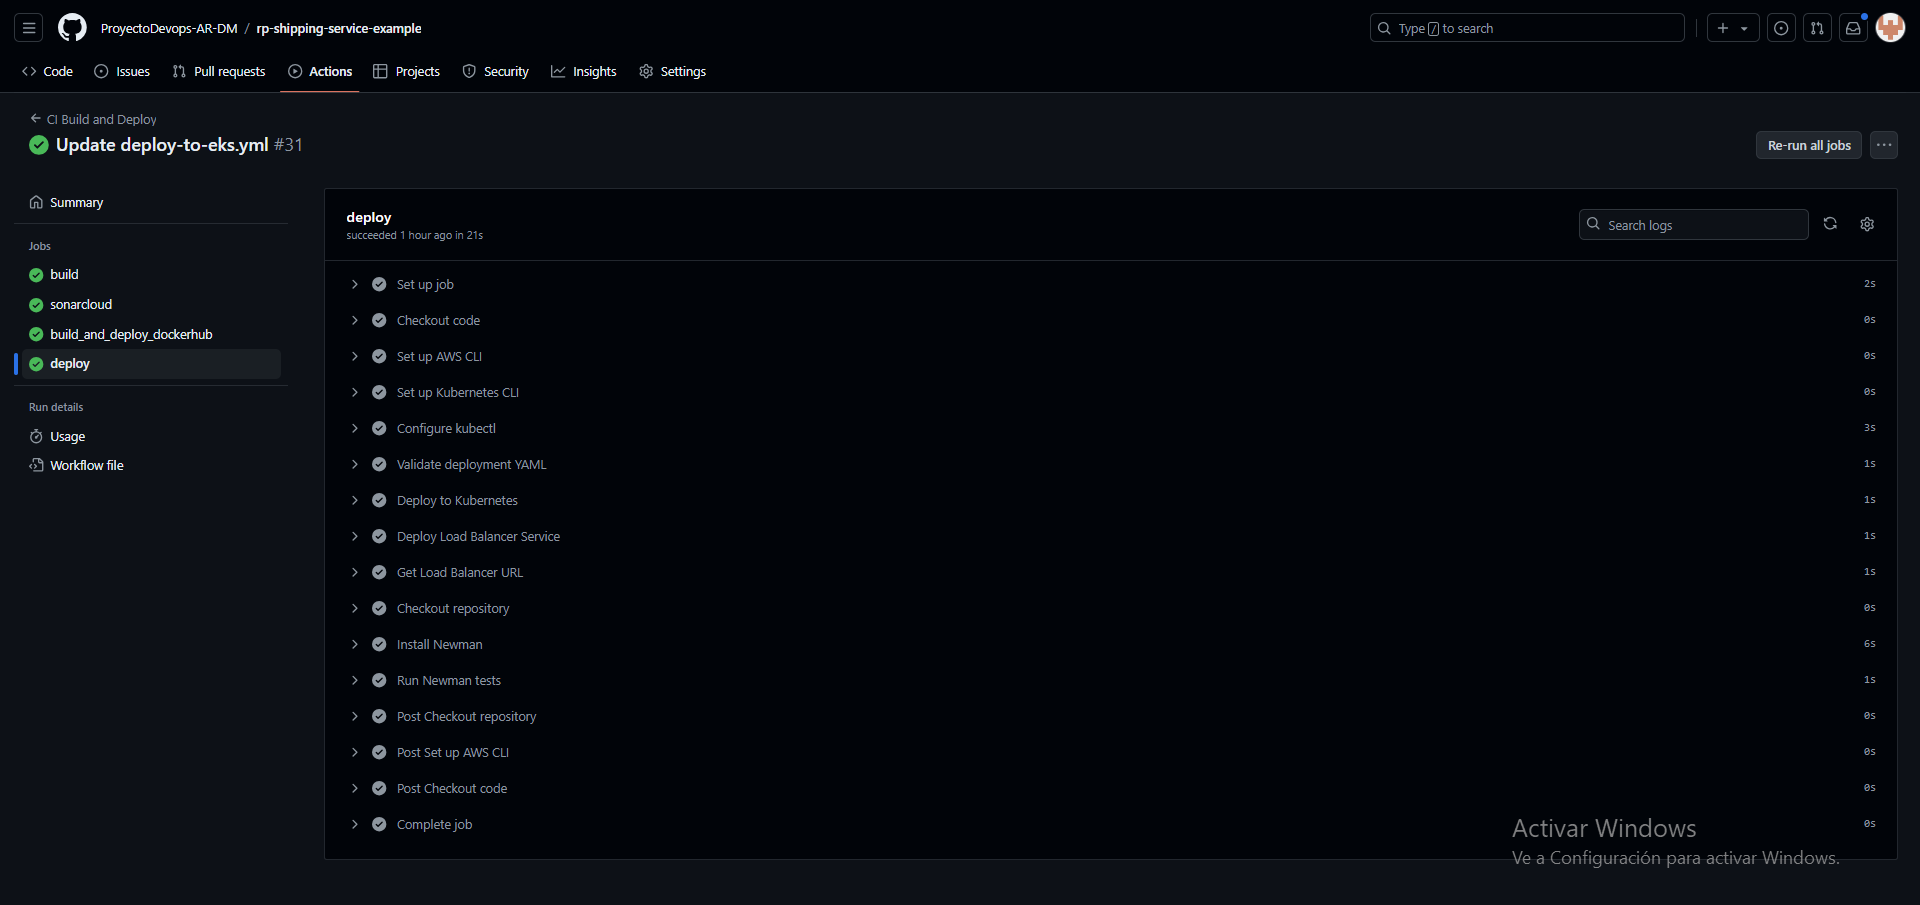 ProyectoDevops-AR-DM / rp-shipping-service-example
Type / to search
Code Issues Pull requests Actions Projects Security Insights Settings
CI Build and Deploy
Update deploy-to-eks.yml #31
Re-run all jobs
Summary
Jobs
build
sonarcloud
build_and_deploy_dockerhub
deploy
Run details
Usage
Workflow file
deploy
succeeded 1 hour ago in 21s
Search logs
Set up job 2s
Checkout code 0s
Set up AWS CLI 0s
Set up Kubernetes CLI 0s
Configure kubectl 3s
Validate deployment YAML 1s
Deploy to Kubernetes 1s
Deploy Load Balancer Service 1s
Get Load Balancer URL 1s
Checkout repository 0s
Install Newman 6s
Run Newman tests 1s
Post Checkout repository 0s
Post Set up AWS CLI 0s
Post Checkout code 0s
Complete job 0s
Activar Windows
Ve a Configuración para activar Windows.